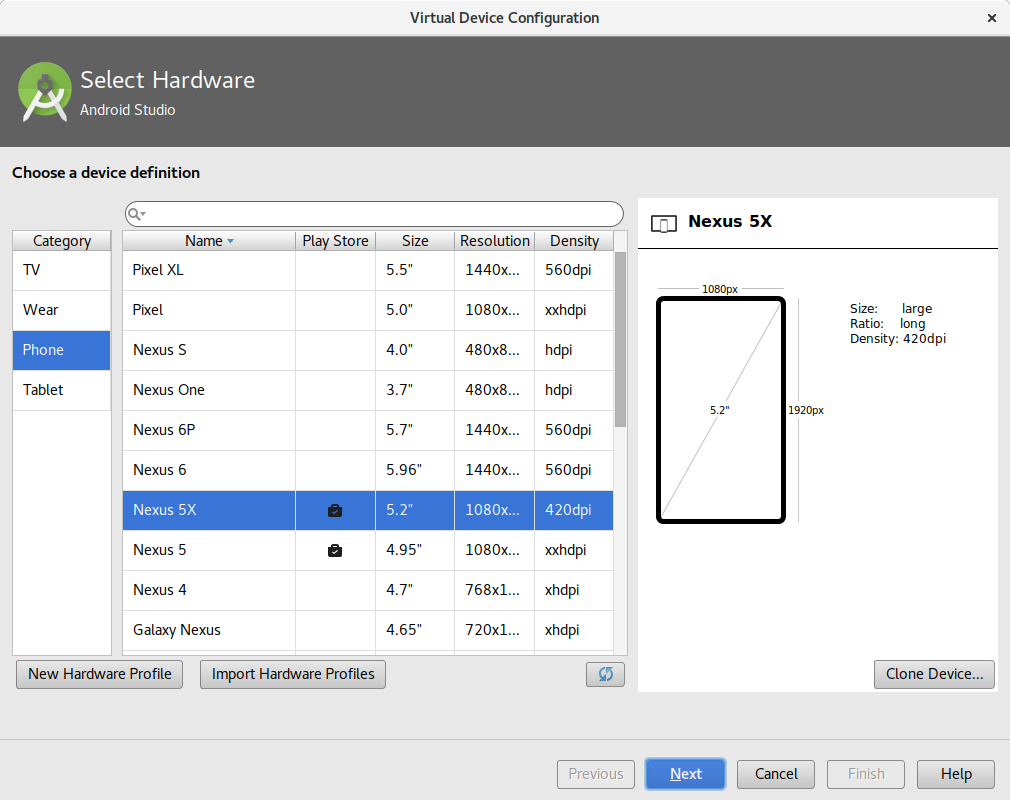 Virtual Device Configuration
Select Hardware
Android Studio
Choose a device definition
Category
TV
Wear
Phone
Tablet
Name Play Store Size Resolution Density
Pixel XL 5.5" 1440x... 560dpi
Pixel 5.0" 1080x... xxhdpi
Nexus S 4.0" 480x8... hdpi
Nexus One 3.7" 480x8... hdpi
Nexus 6P 5.7" 1440x... 560dpi
Nexus 6 5.96" 1440x... 560dpi
Nexus 5X 5.2" 1080x... 420dpi
Nexus 5 4.95" 1080x... xxhdpi
Nexus 4 4.7" 768x1... xhdpi
Galaxy Nexus 4.65" 720x1... xhdpi
New Hardware Profile Import Hardware Profiles
Nexus 5X
1080px
5.2"
1920px
Size: large
Ratio: long
Density: 420dpi
Clone Device...
Previous Next Cancel Finish Help